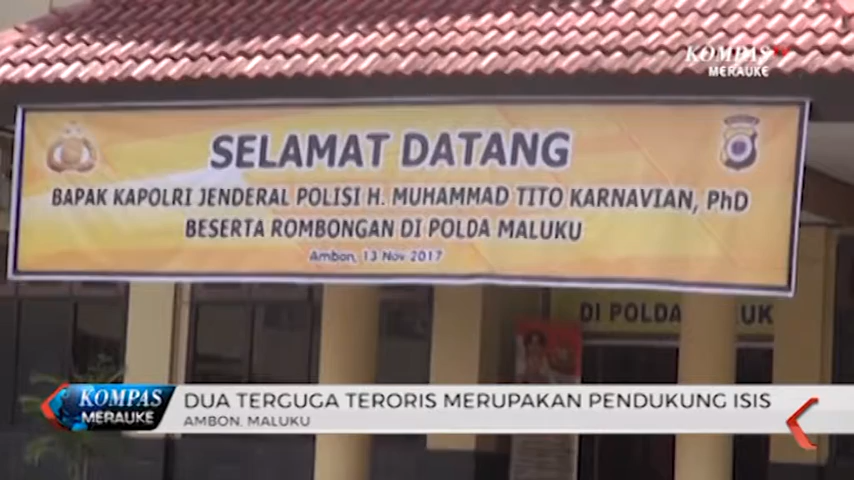 KOMPAS TV
MERAUKE
SELAMAT DATANG
BAPAK KAPOLRI JENDERAL POLISI H. MUHAMMAD TITO KARNAVIAN, PhD
BESERTA ROMBONGAN DI POLDA MALUKU
Ambon, 13 Nov 2017
DI POLDA
KOMPAS
MERAUKE
DUA TERGUGA TERORIS MERUPAKAN PENDUKUNG ISIS
AMBON, MALUKU